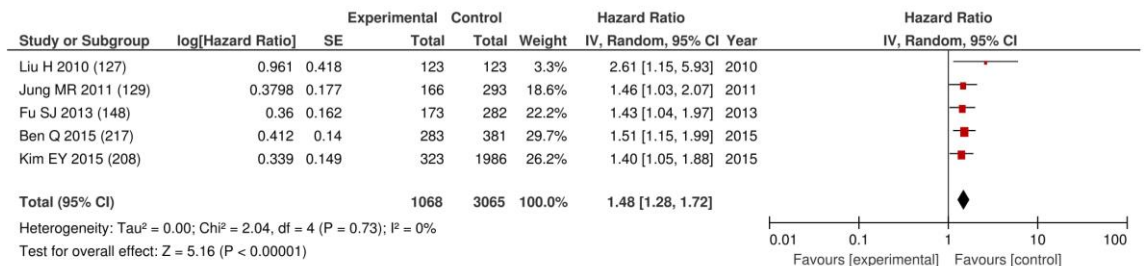 Experimental Control Hazard Ratio Hazard Ratio
Study or Subgroup log[Hazard Ratio] SE Total Total Weight IV, Random, 95% CI Year IV, Random, 95% CI
Liu H 2010 (127) 0.961 0.418 123 123 3.3% 2.61 [1.15, 5.93] 2010
Jung MR 2011 (129) 0.3798 0.177 166 293 18.6% 1.46 [1.03, 2.07] 2011
Fu SJ 2013 (148) 0.36 0.162 173 282 22.2% 1.43 [1.04, 1.97] 2013
Ben Q 2015 (217) 0.412 0.14 283 381 29.7% 1.51 [1.15, 1.99] 2015
Kim EY 2015 (208) 0.339 0.149 323 1986 26.2% 1.40 [1.05, 1.88] 2015
Total (95% CI) 1068 3065 100.0% 1.48 [1.28, 1.72]
Heterogeneity: Tau² = 0.00; Chi² = 2.04, df = 4 (P = 0.73); I² = 0%
Test for overall effect: Z = 5.16 (P < 0.00001)
0.01 0.1 1 10 100
Favours [experimental] Favours [control]